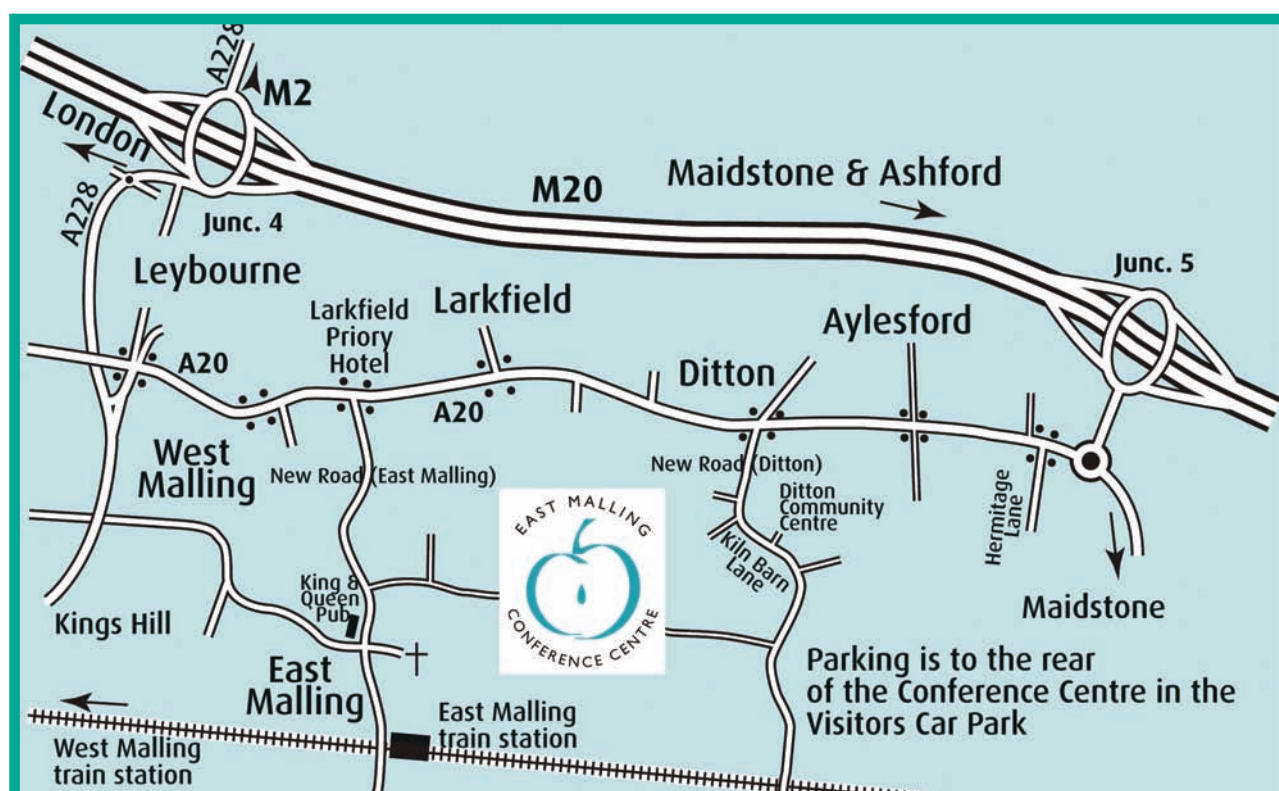 A228
M2
London
M20
Maidstone & Ashford
A228
Junc. 4
Junc. 5
Leybourne
Larkfield
Priory
Hotel
Larkfield
Aylesford
A20
Ditton
A20
West
Malling
New Road (East Malling)
New Road (Ditton)
Ditton
Community
Centre
Hermitage
Lane
Kiln Barn
Lane
EAST MALLING
CONFERENCE CENTRE
King &
Queen
Pub
Kings Hill
Maidstone
East
Malling
Parking is to the rear
of the Conference Centre in the
Visitors Car Park
East Malling
train station
West Malling
train station